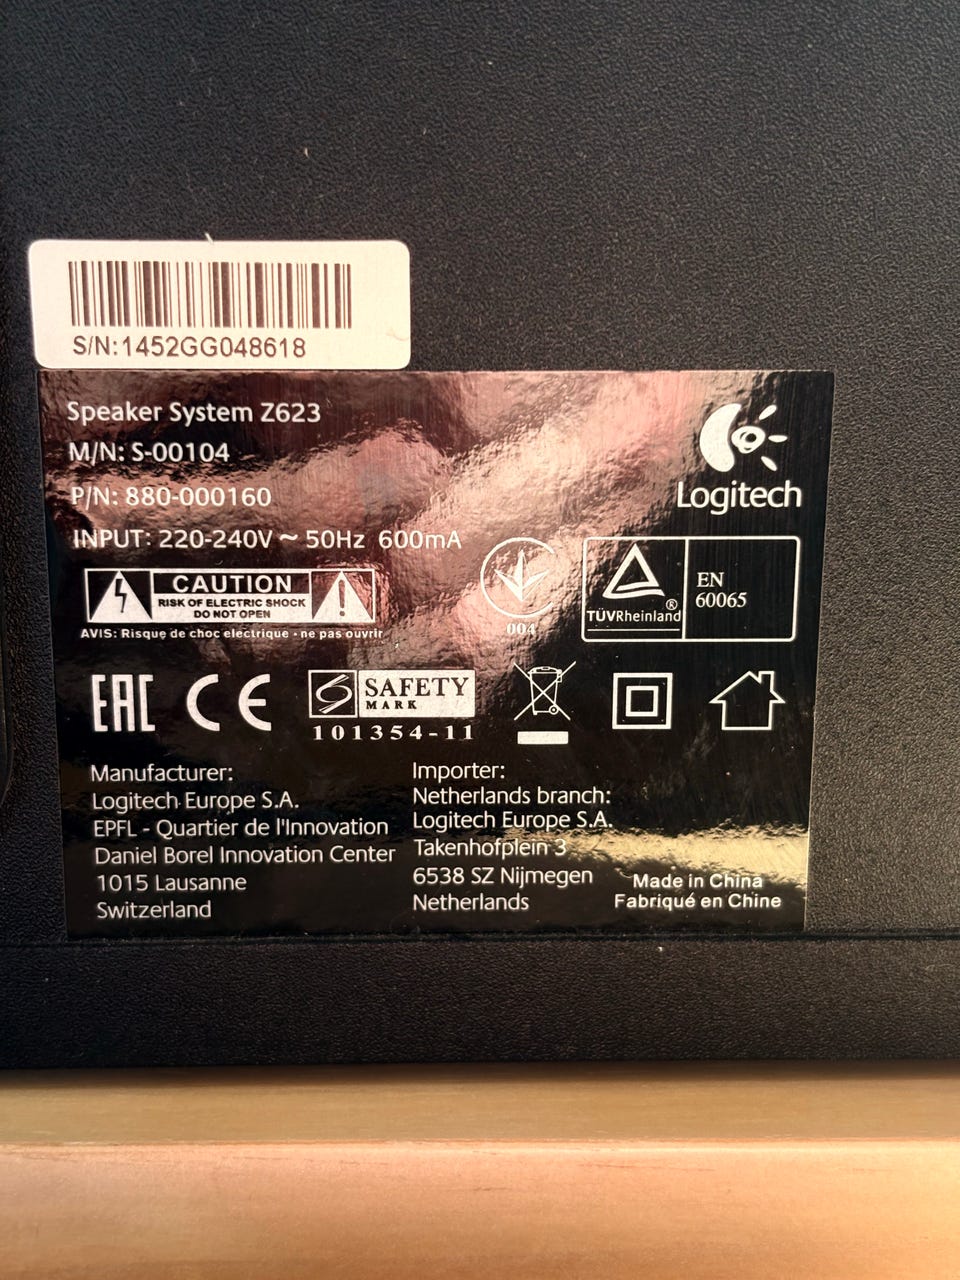 S/N:1452GG048618
Speaker System Z623
M/N: S-00104
P/N: 880-000160
INPUT: 220-240V ~ 50Hz 600mA
Logitech
CAUTION
RISK OF ELECTRIC SHOCK
DO NOT OPEN
AVIS: Risque de choc electrique - ne pas ouvrir
004
TÜVRheinland®
EN
60065
EAC CE
SAFETY
MARK
101354-11
Manufacturer:
Logitech Europe S.A.
EPFL - Quartier de l'Innovation
Daniel Borel Innovation Center
1015 Lausanne
Switzerland
Importer:
Netherlands branch:
Logitech Europe S.A.
Takenhofplein 3
6538 SZ Nijmegen
Netherlands
Made in China
Fabriqué en Chine